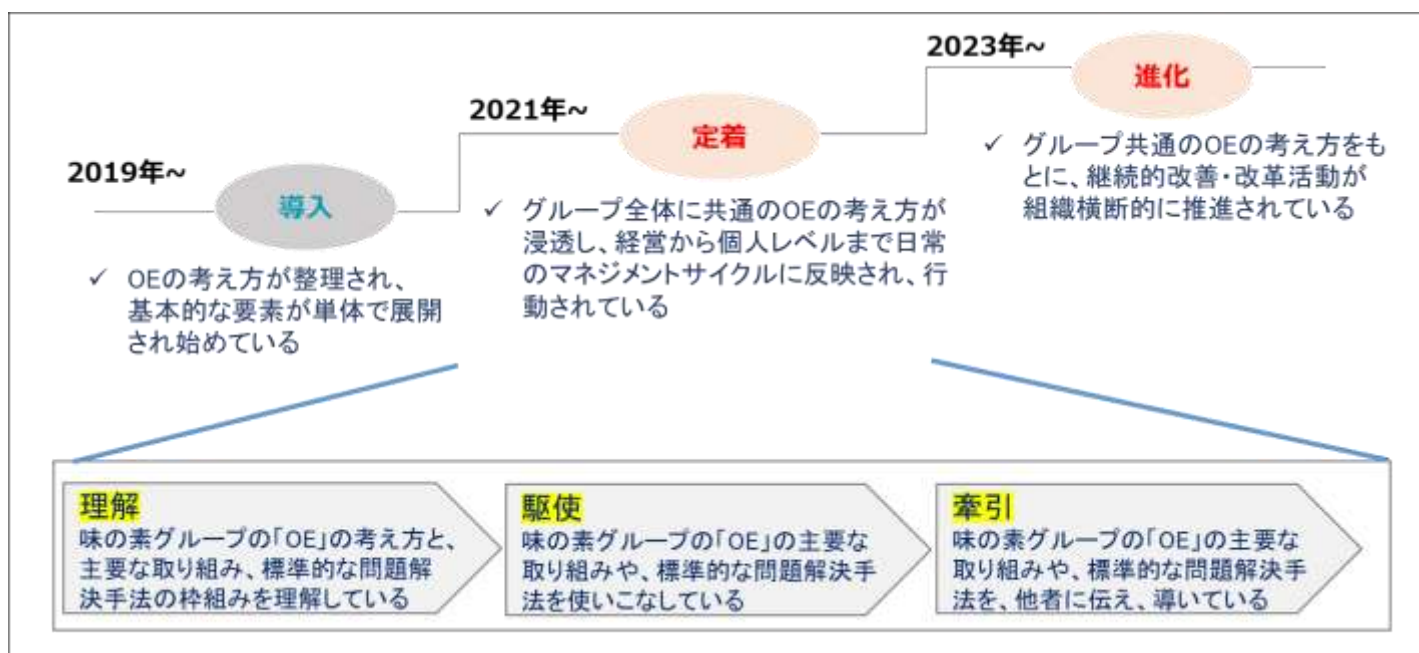 2019年~
導入
✓ OEの考え方が整理され、
基本的な要素が単体で展開
され始めている
2021年~
定着
✓ グループ全体に共通のOEの考え方が
浸透し、経営から個人レベルまで日常
のマネジメントサイクルに反映され、行
動されている
2023年~
進化
✓ グループ共通のOEの考え方をも
とに、継続的改善・改革活動が
組織横断的に推進されている
理解
味の素グループの「OE」の考え方と、
主要な取り組み、標準的な問題解
決手法の枠組みを理解している
駆使
味の素グループの「OE」の主要な
取り組みや、標準的な問題解決手
法を使いこなしている
牽引
味の素グループの「OE」の主要な
取り組みや、標準的な問題解決手
法を、他者に伝え、導いている